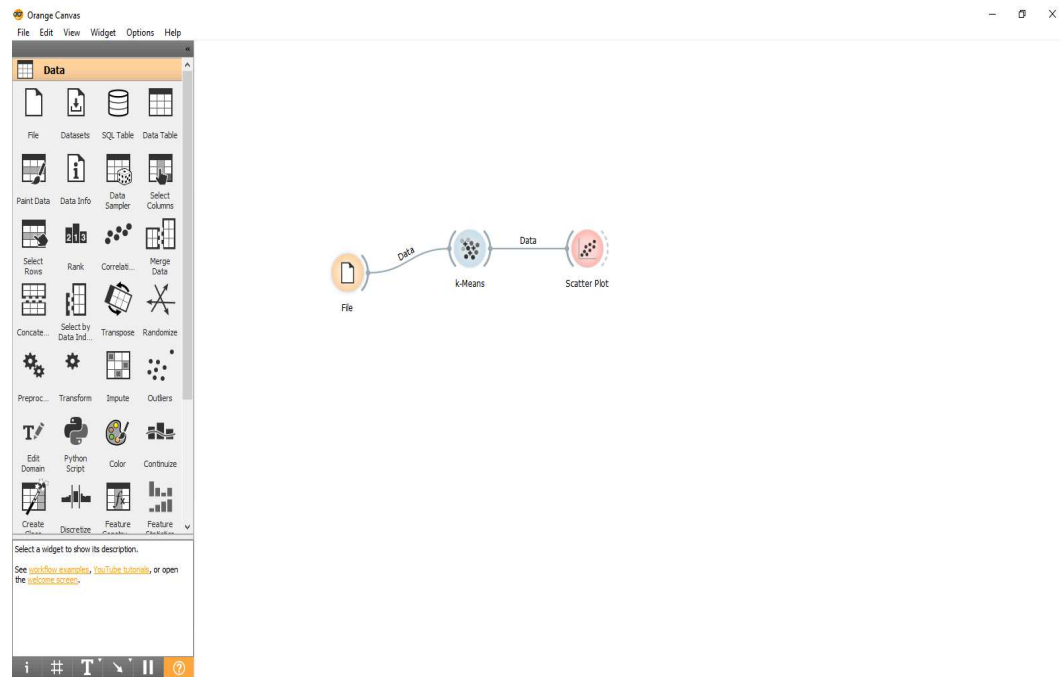 Orange Canvas
File Edit View Widget Options Help
Data
File Datasets SQL Table Data Table
Paint Data Data Info Data Sampler Select Columns
Select Rows Rank Correlati... Merge Data
Concate... Select by Data Ind... Transpose Randomize
Preproc... Transform Impute Outliers
Edit Domain Python Script Color Continuize
Create Discretize Feature Feature
Data
Data
File
k-Means
Scatter Plot
Select a widget to show its description.
See workflow examples, YouTube tutorials, or open
the welcome screen.